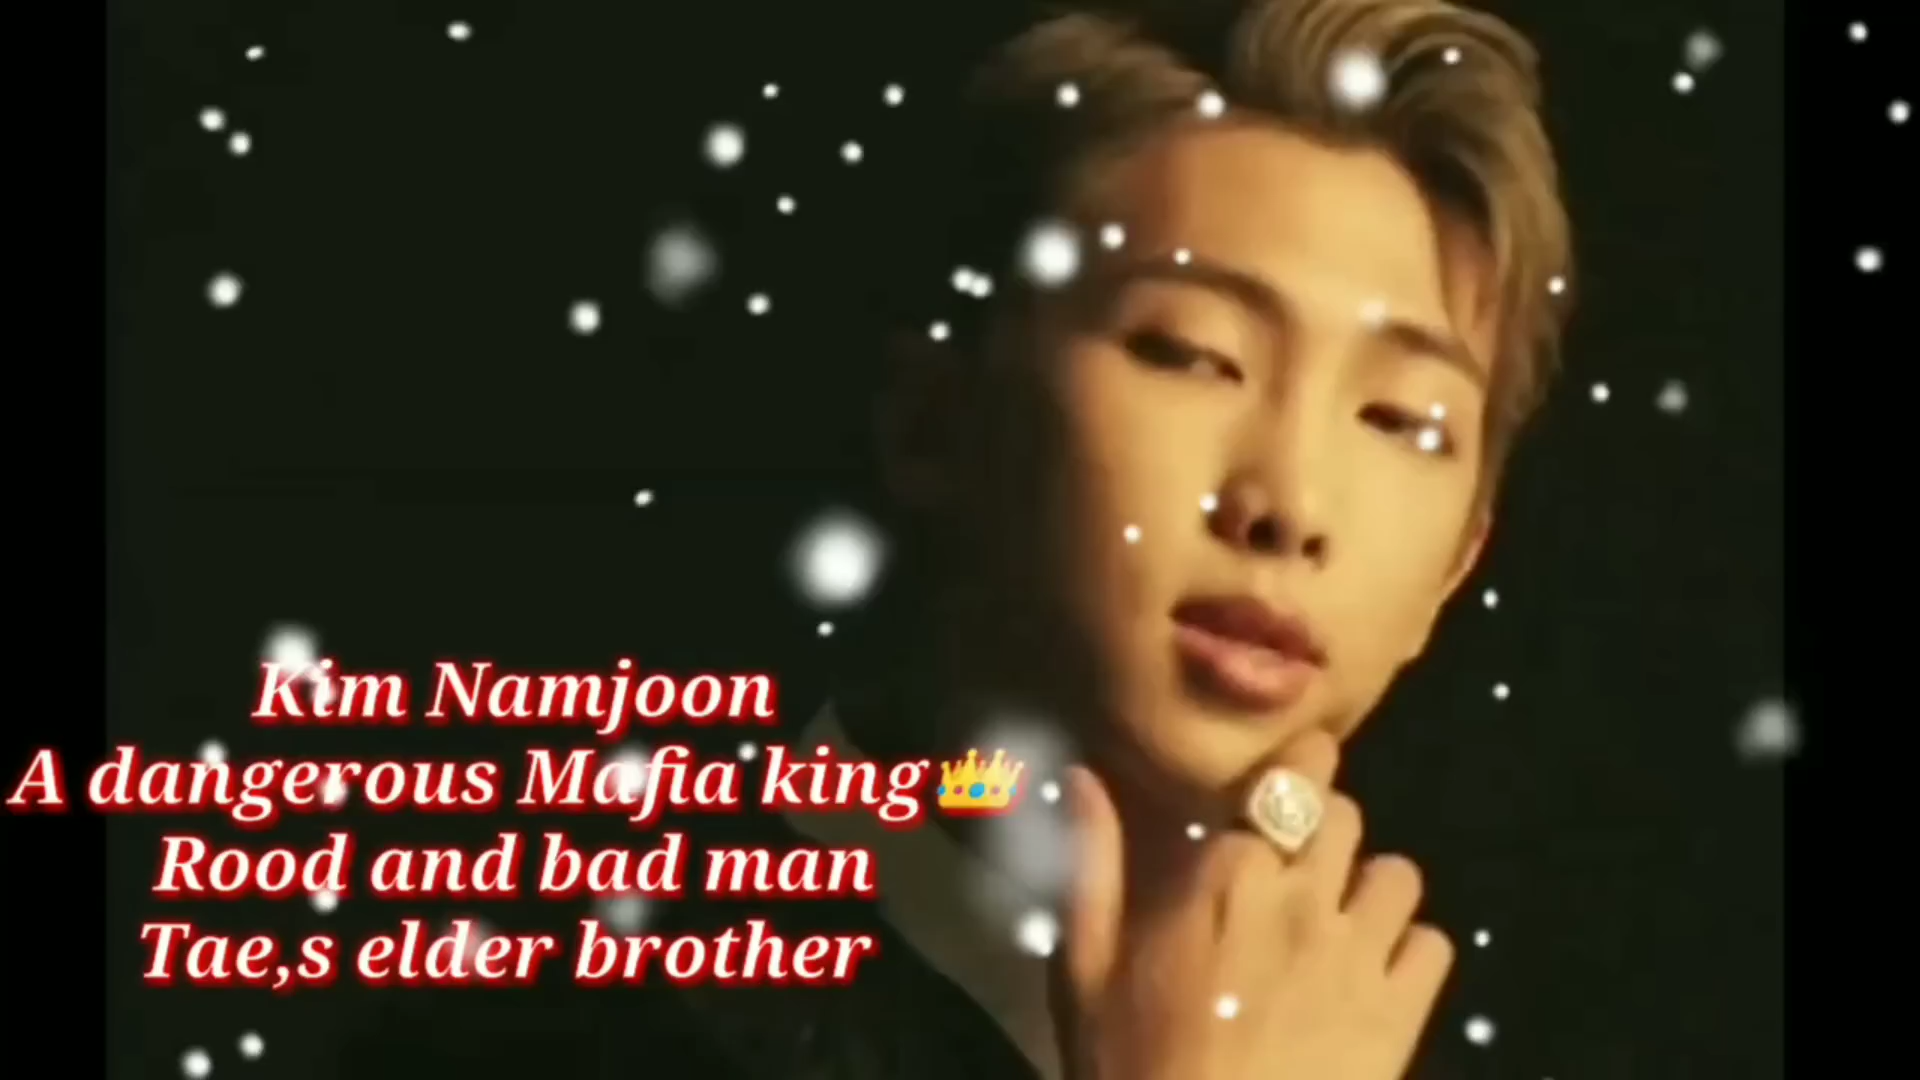 Kim Namjoon
A dangerous Mafia king👑
Rood and bad man
Tae,s elder brother